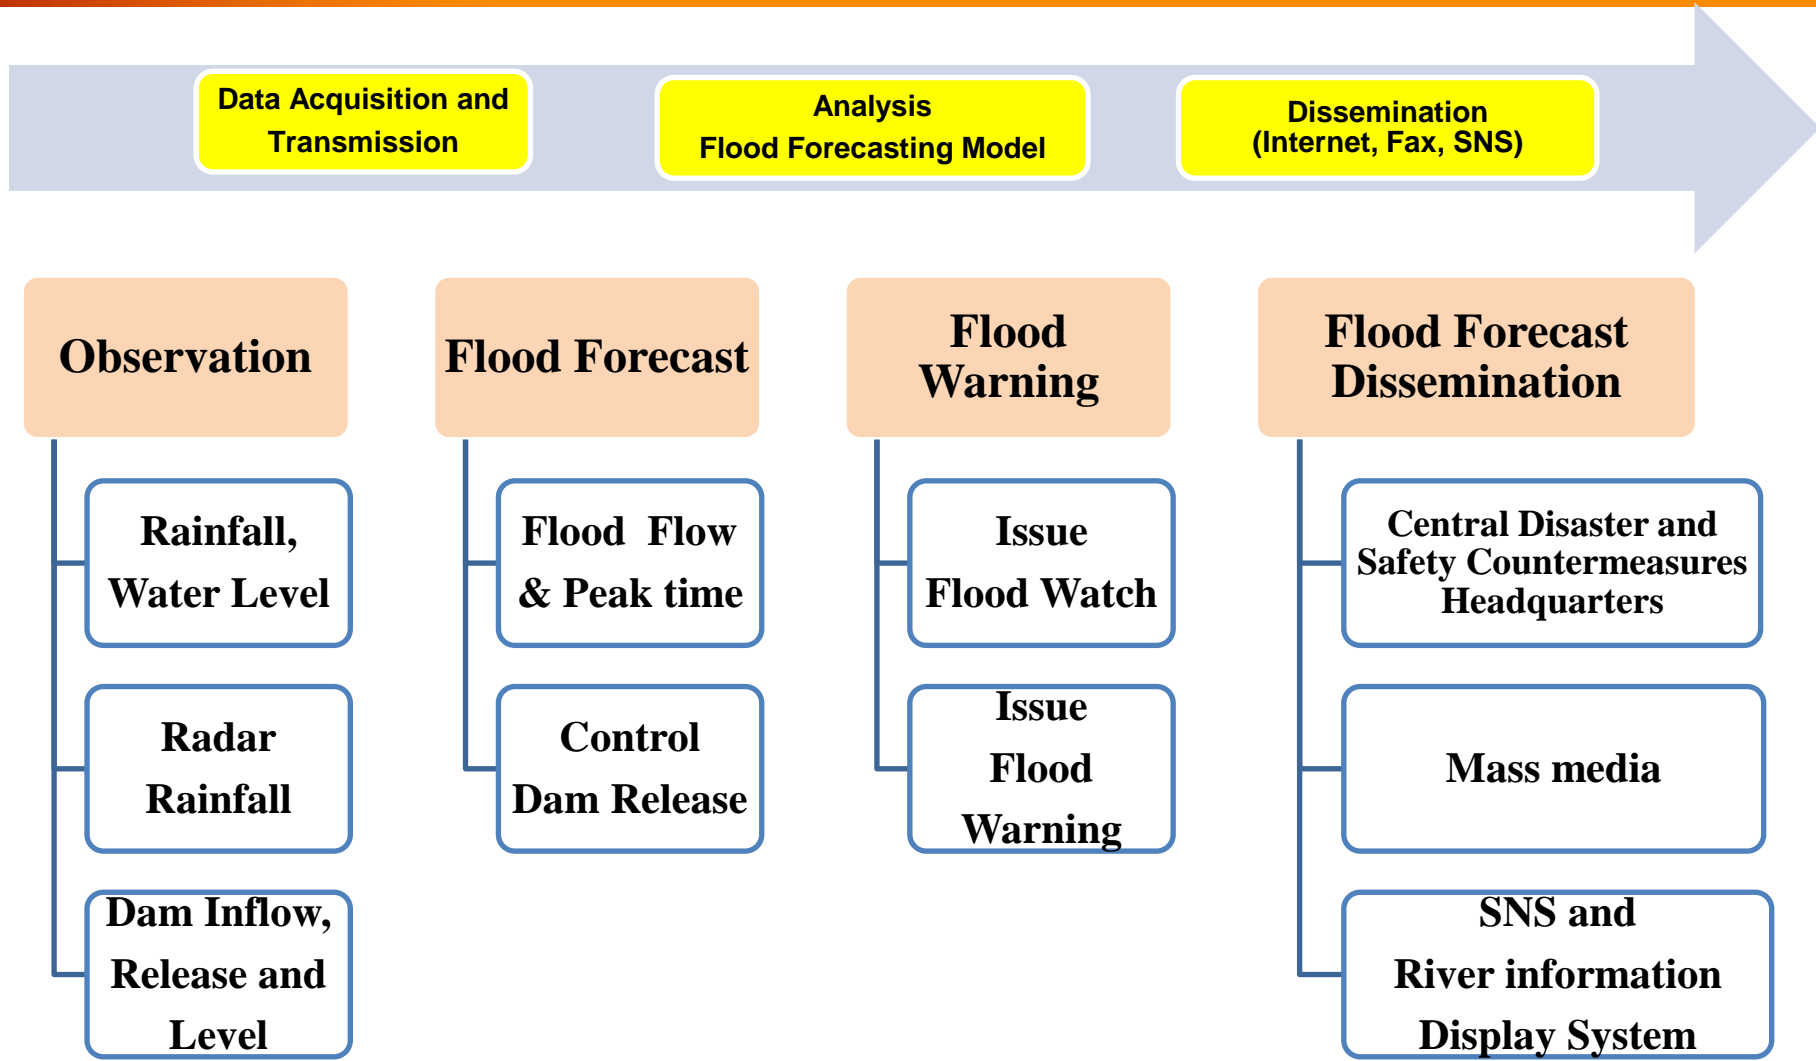 Data Acquisition and
Transmission
Analysis
Flood Forecasting Model
Dissemination
(Internet, Fax, SNS)
Observation
Rainfall,
Water Level
Radar
Rainfall
Dam Inflow,
Release and
Level
Flood Forecast
Flood Flow
& Peak time
Control
Dam Release
Flood
Warning
Issue
Flood Watch
Issue
Flood
Warning
Flood Forecast
Dissemination
Central Disaster and
Safety Countermeasures
Headquarters
Mass media
SNS and
River information
Display System